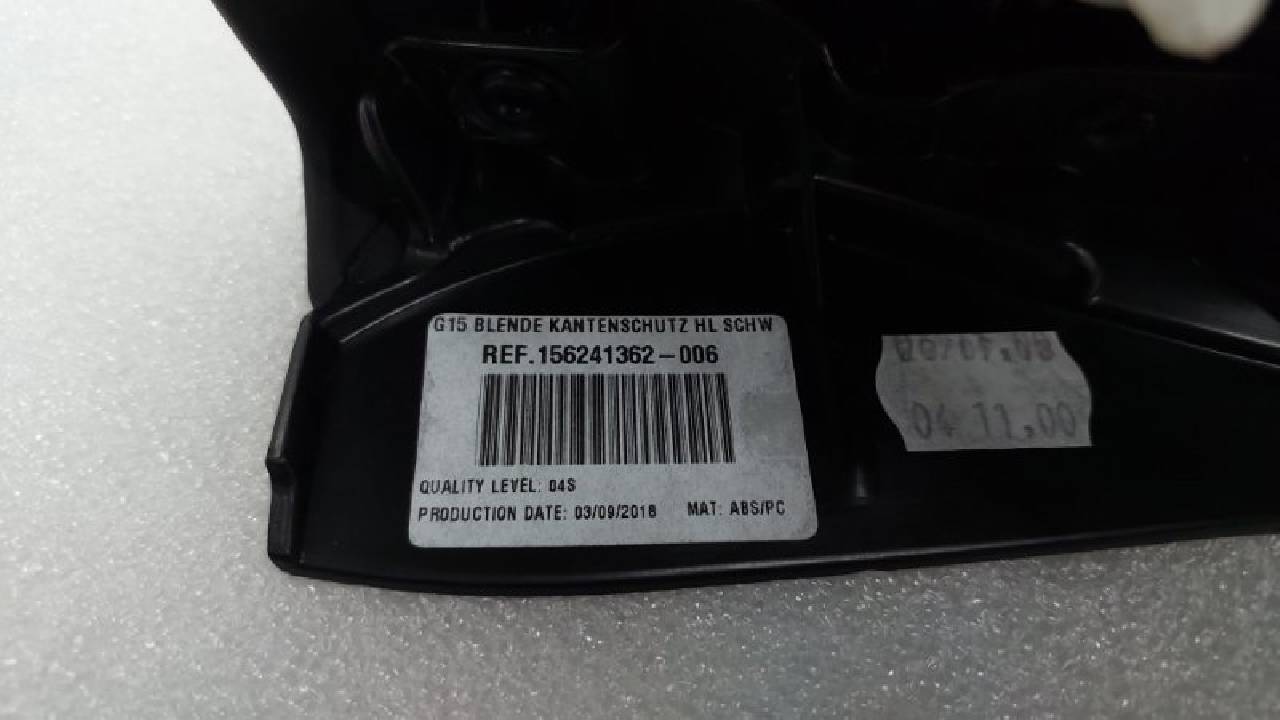 G15 BLENDE KANTENSCHUTZ HL SCHW
REF.156241362-006
QUALITY LEVEL: 04S
PRODUCTION DATE: 03/09/2018 MAT: ABS/PC
04 11,00